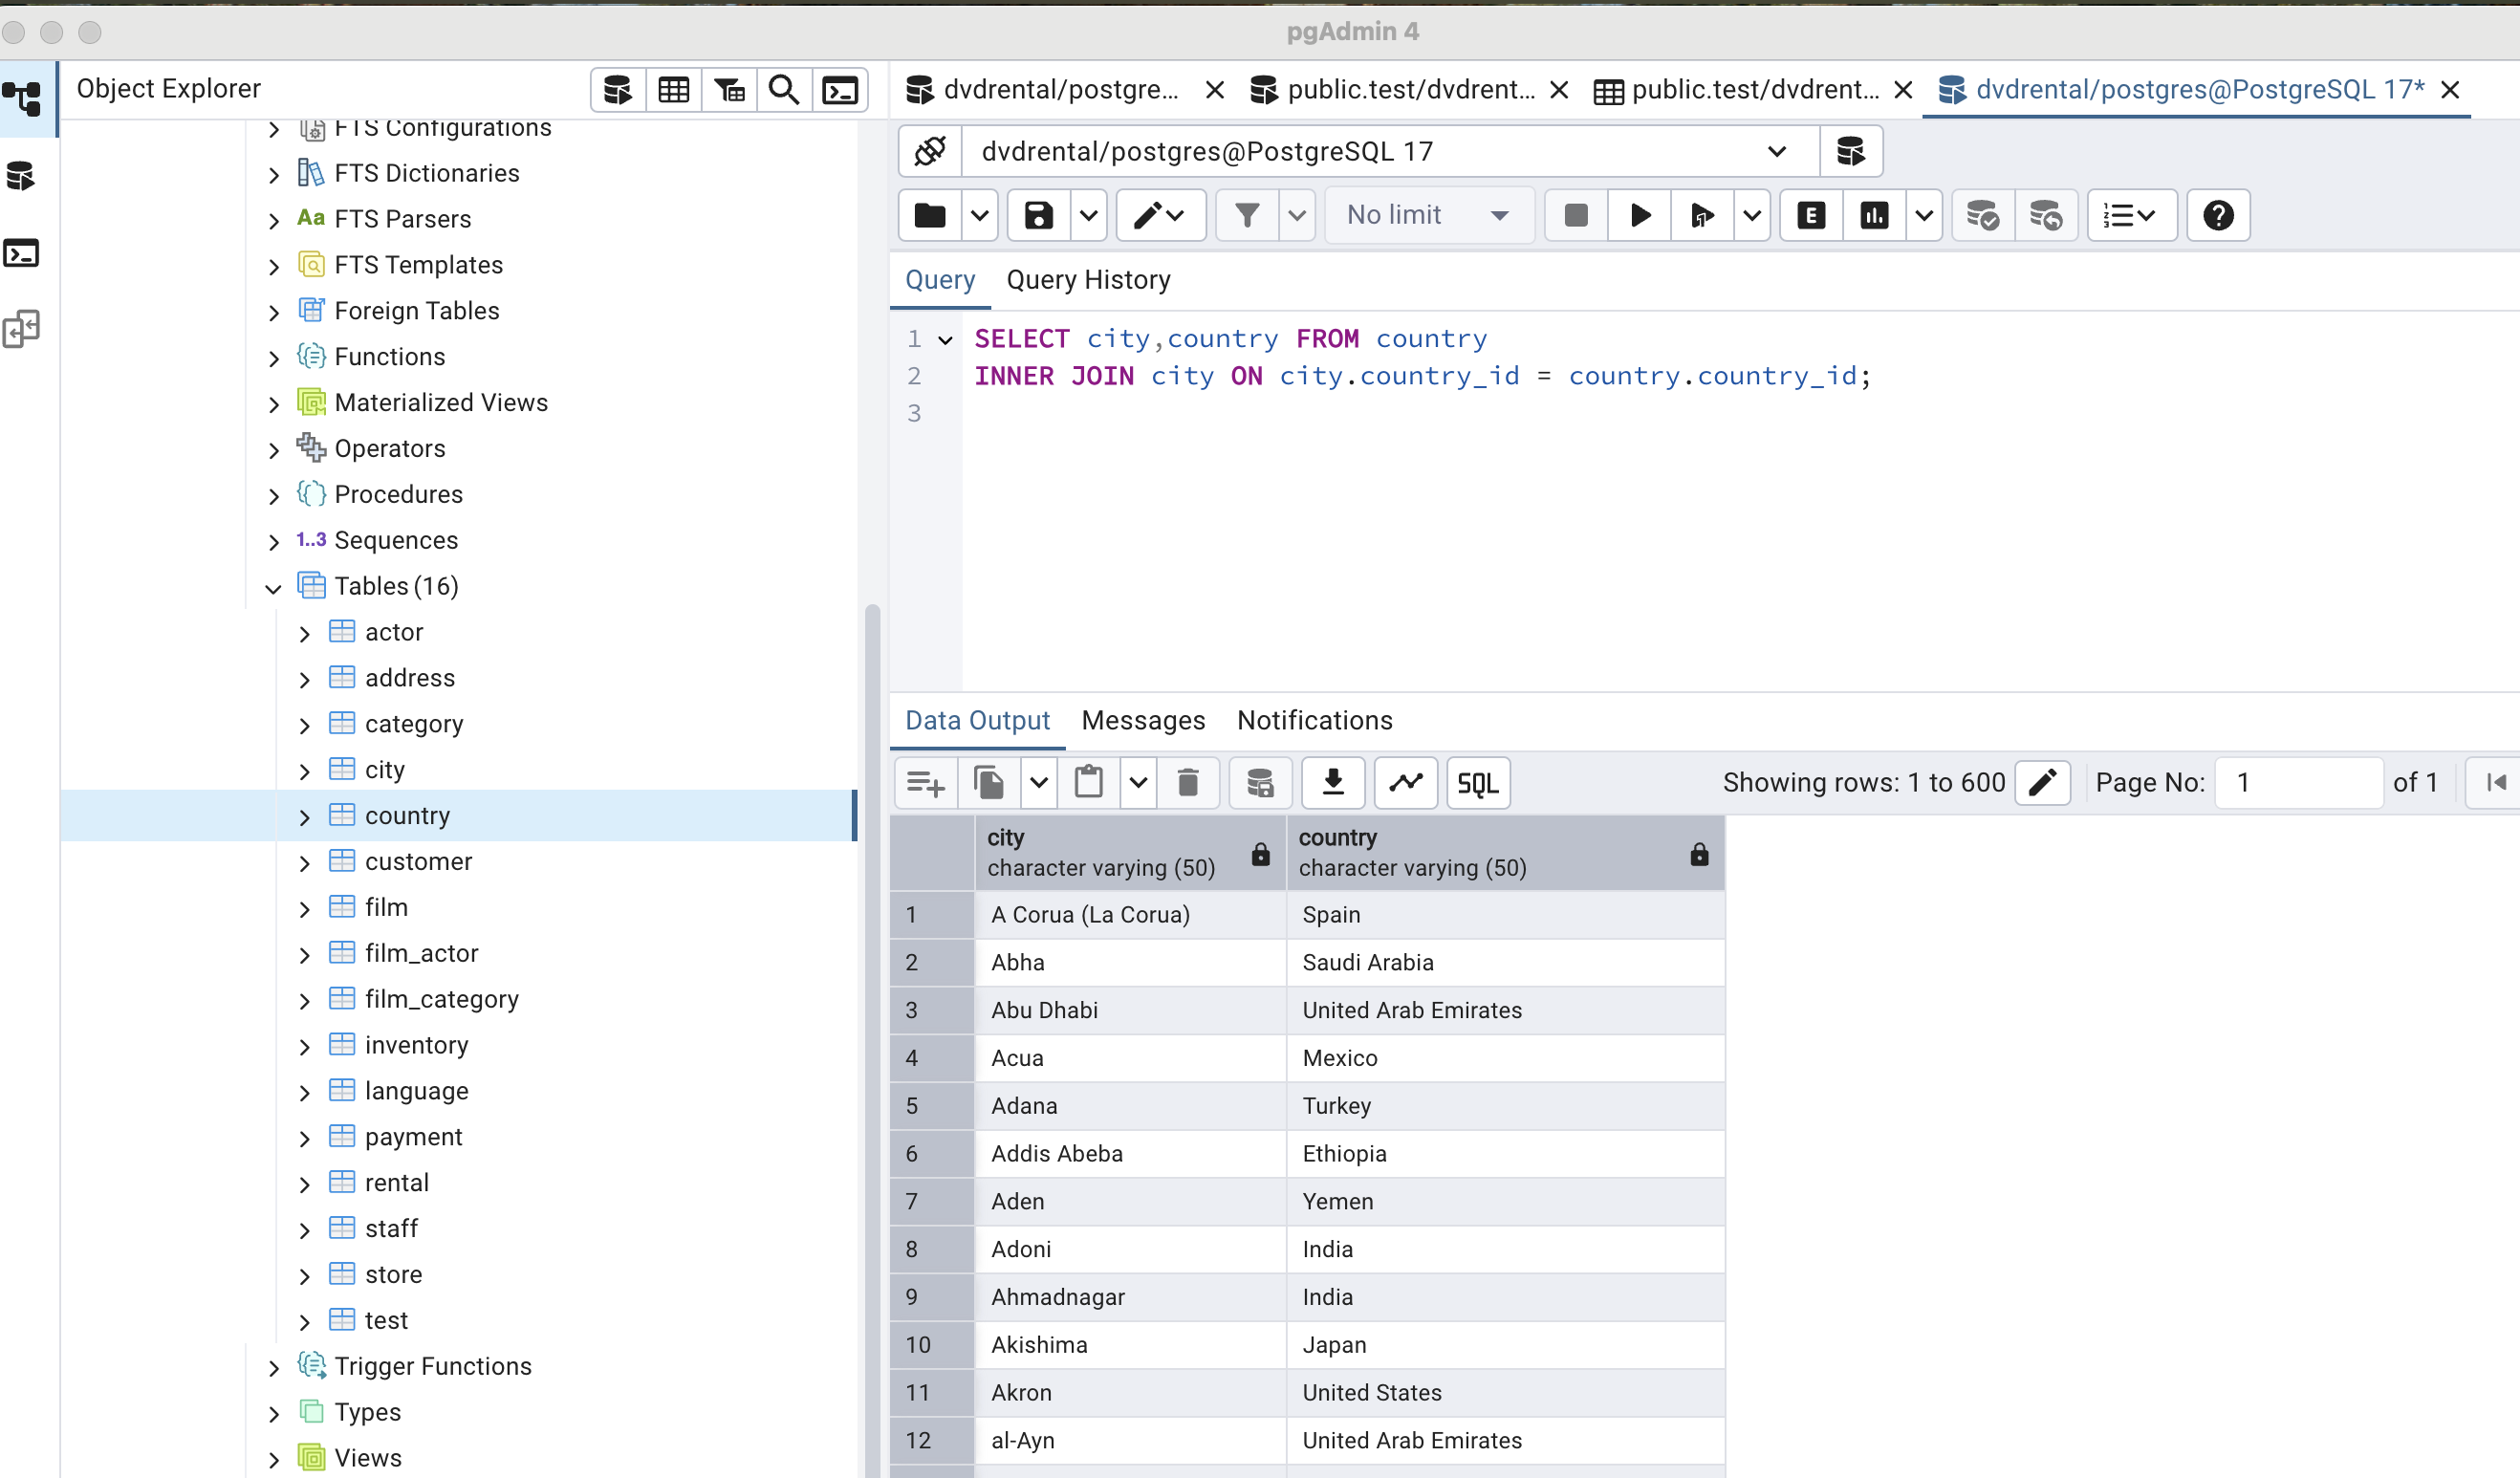 pgAdmin 4
Object Explorer
FTS Configurations
FTS Dictionaries
Aa FTS Parsers
FTS Templates
Foreign Tables
Functions
Materialized Views
Operators
Procedures
1..3 Sequences
Tables (16)
actor
address
category
city
country
customer
film
film_actor
film_category
inventory
language
payment
rental
staff
store
test
Trigger Functions
Types
Views
dvdrental/postgre...
public.test/dvdrent...
public.test/dvdrent...
dvdrental/postgres@PostgreSQL 17*
dvdrental/postgres@PostgreSQL 17
No limit
E
Query Query History
1 SELECT city,country FROM country
2 INNER JOIN city ON city.country_id = country.country_id;
3
Data Output Messages Notifications
SQL Showing rows: 1 to 600 Page No: 1 of 1
city country
character varying (50) character varying (50)
1 A Corua (La Corua) Spain
2 Abha Saudi Arabia
3 Abu Dhabi United Arab Emirates
4 Acua Mexico
5 Adana Turkey
6 Addis Abeba Ethiopia
7 Aden Yemen
8 Adoni India
9 Ahmadnagar India
10 Akishima Japan
11 Akron United States
12 al-Ayn United Arab Emirates